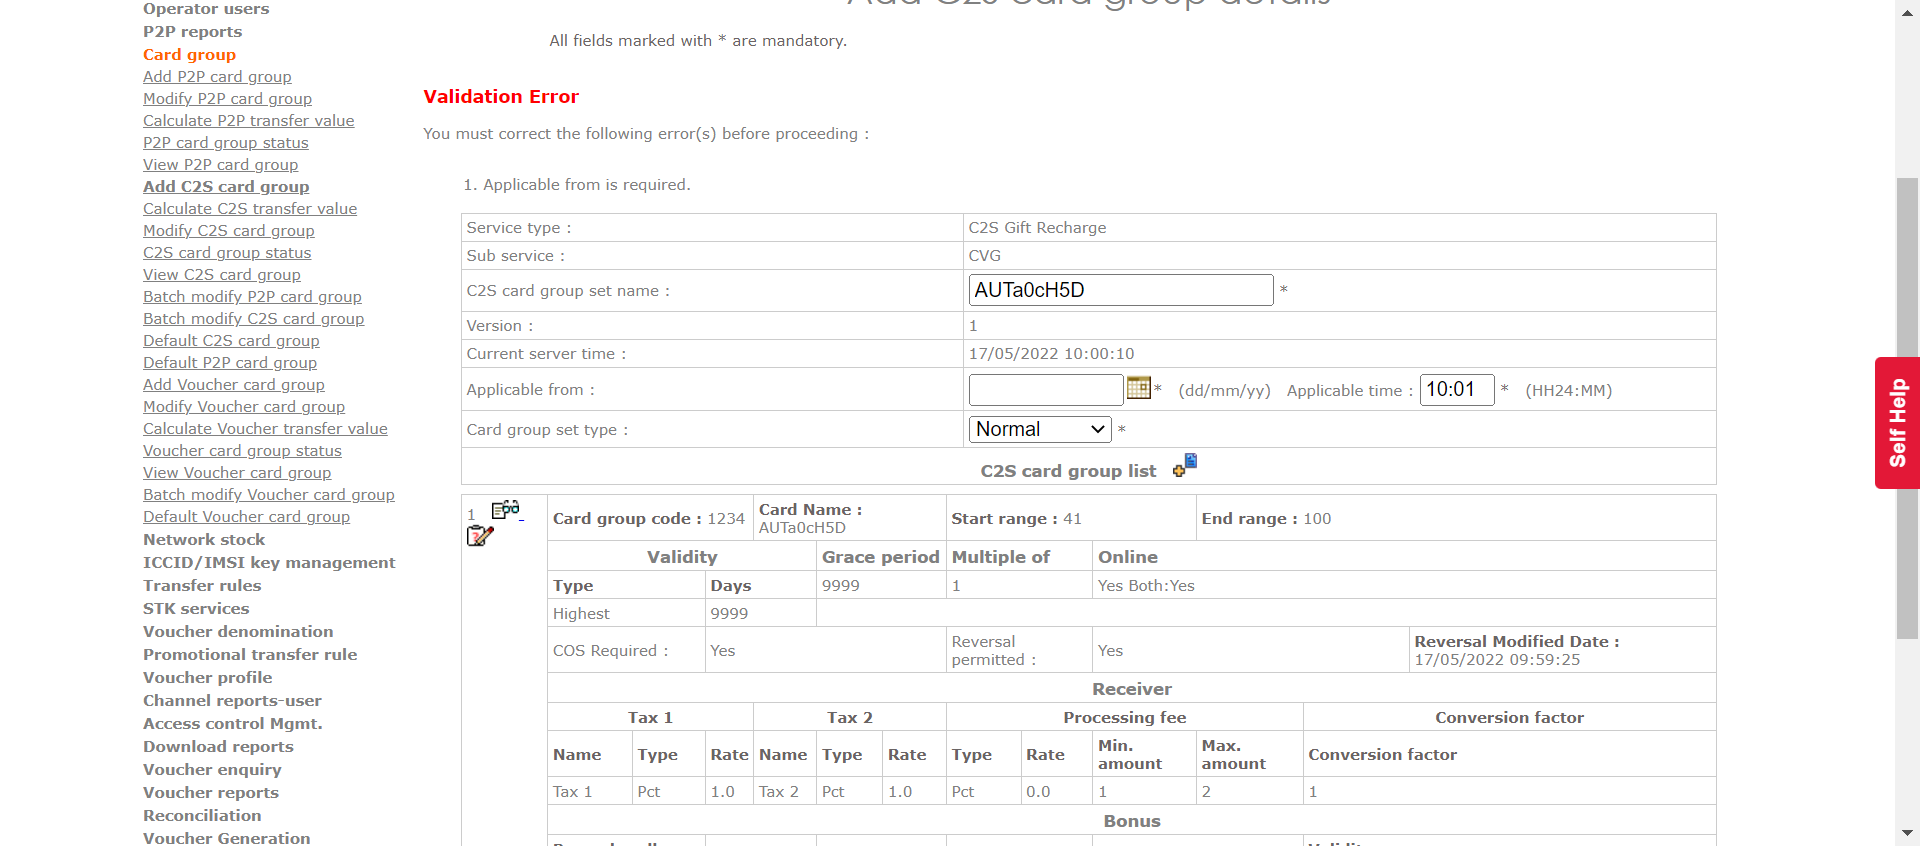 Operator users
P2P reports
Card group
Add P2P card group
Modify P2P card group
Calculate P2P transfer value
P2P card group status
View P2P card group
Add C2S card group
Calculate C2S transfer value
Modify C2S card group
C2S card group status
View C2S card group
Batch modify P2P card group
Batch modify C2S card group
Default C2S card group
Default P2P card group
Add Voucher card group
Modify Voucher card group
Calculate Voucher transfer value
Voucher card group status
View Voucher card group
Batch modify Voucher card group
Default Voucher card group
Network stock
ICCID/IMSI key management
Transfer rules
STK services
Voucher denomination
Promotional transfer rule
Voucher profile
Channel reports-user
Access control Mgmt.
Download reports
Voucher enquiry
Voucher reports
Reconciliation
Voucher Generation
Add C2S card group details
All fields marked with * are mandatory.
Validation Error
You must correct the following error(s) before proceeding :
1. Applicable from is required.
Service type : C2S Gift Recharge
Sub service : CVG
C2S card group set name : AUTa0cH5D *
Version : 1
Current server time : 17/05/2022 10:00:10
Applicable from : * (dd/mm/yy) Applicable time : 10:01 * (HH24:MM)
Card group set type : Normal *
C2S card group list
1 Card group code : 1234 Card Name : AUTa0cH5D Start range : 41 End range : 100
Validity Grace period Multiple of Online
Type Days 9999 1 Yes Both:Yes
Highest 9999
COS Required : Yes Reversal permitted : Yes Reversal Modified Date : 17/05/2022 09:59:25
Receiver
Tax 1 Tax 2 Processing fee Conversion factor
Name Type Rate Name Type Rate Type Rate Min. amount Max. amount Conversion factor
Tax 1 Pct 1.0 Tax 2 Pct 1.0 Pct 0.0 1 2 1
Bonus
Self Help